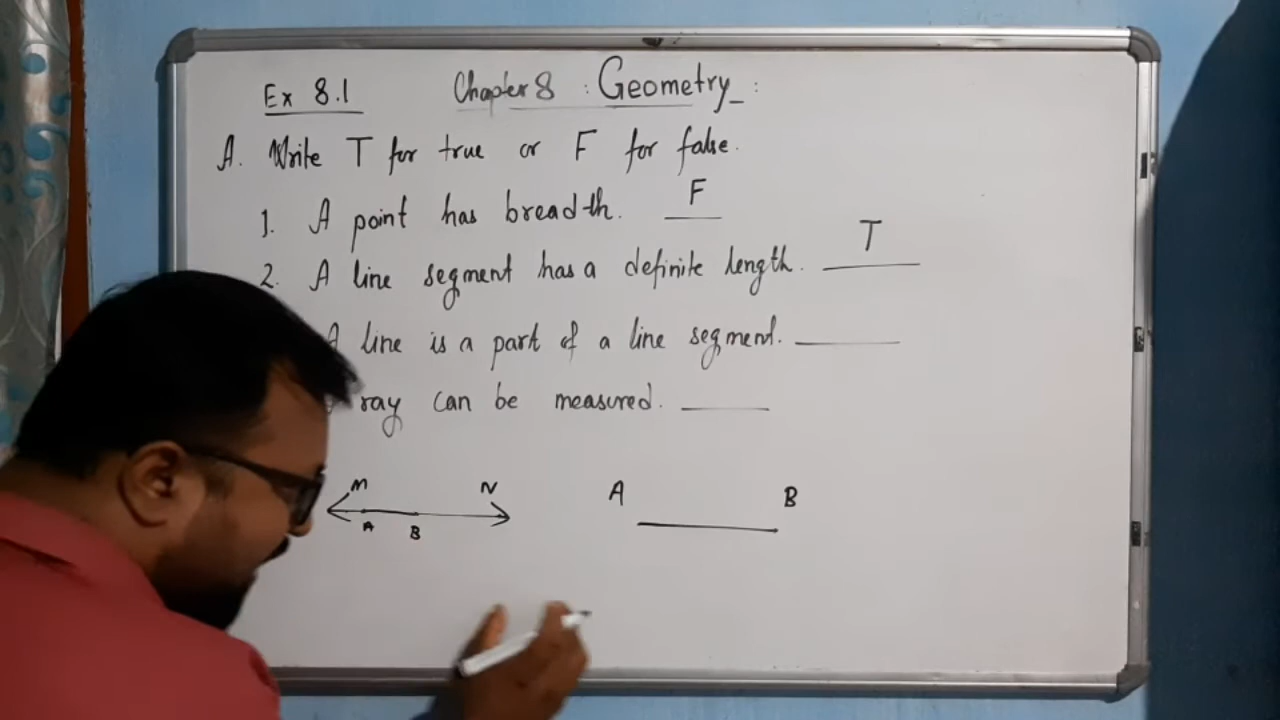 Ex 8.1 Chapter 8 : Geometry :
A. Write T for true or F for false.
1. A point has breadth. F
2. A line segment has a definite length. T
A line is a part of a line segment.
ray can be measured.
M N A B
A B